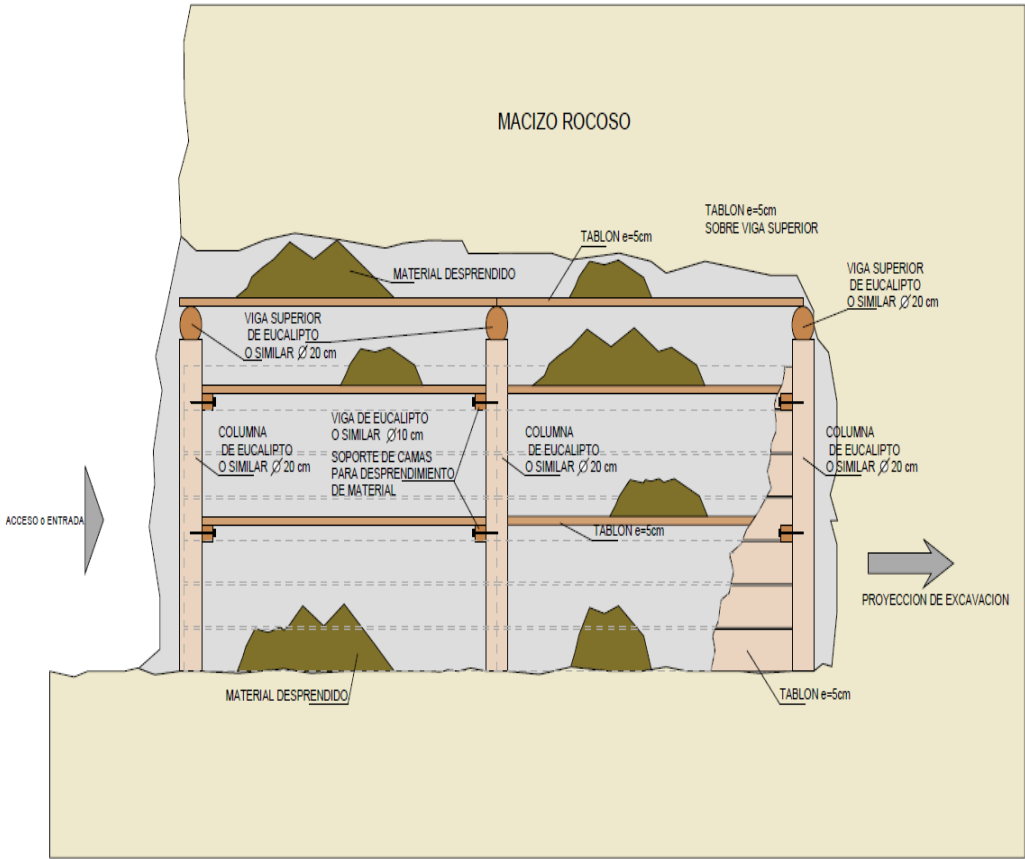 MACIZO ROCOSO
TABLON e=5cm
SOBRE VIGA SUPERIOR
TABLON e=5cm
MATERIAL DESPRENDIDO
VIGA SUPERIOR
DE EUCALIPTO
O SIMILAR Ø 20 cm
VIGA SUPERIOR
DE EUCALIPTO
O SIMILAR Ø 20 cm
VIGA DE EUCALIPTO
O SIMILAR Ø10 cm
SOPORTE DE CAMAS
PARA DESPRENDIMIENTO
DE MATERIAL
COLUMNA
DE EUCALIPTO
O SIMILAR Ø 20 cm
COLUMNA
DE EUCALIPTO
O SIMILAR Ø 20 cm
COLUMNA
DE EUCALIPTO
O SIMILAR Ø 20 cm
ACCESO o ENTRADA
TABLON e=5cm
PROYECCION DE EXCAVACION
MATERIAL DESPRENDIDO
TABLON e=5cm